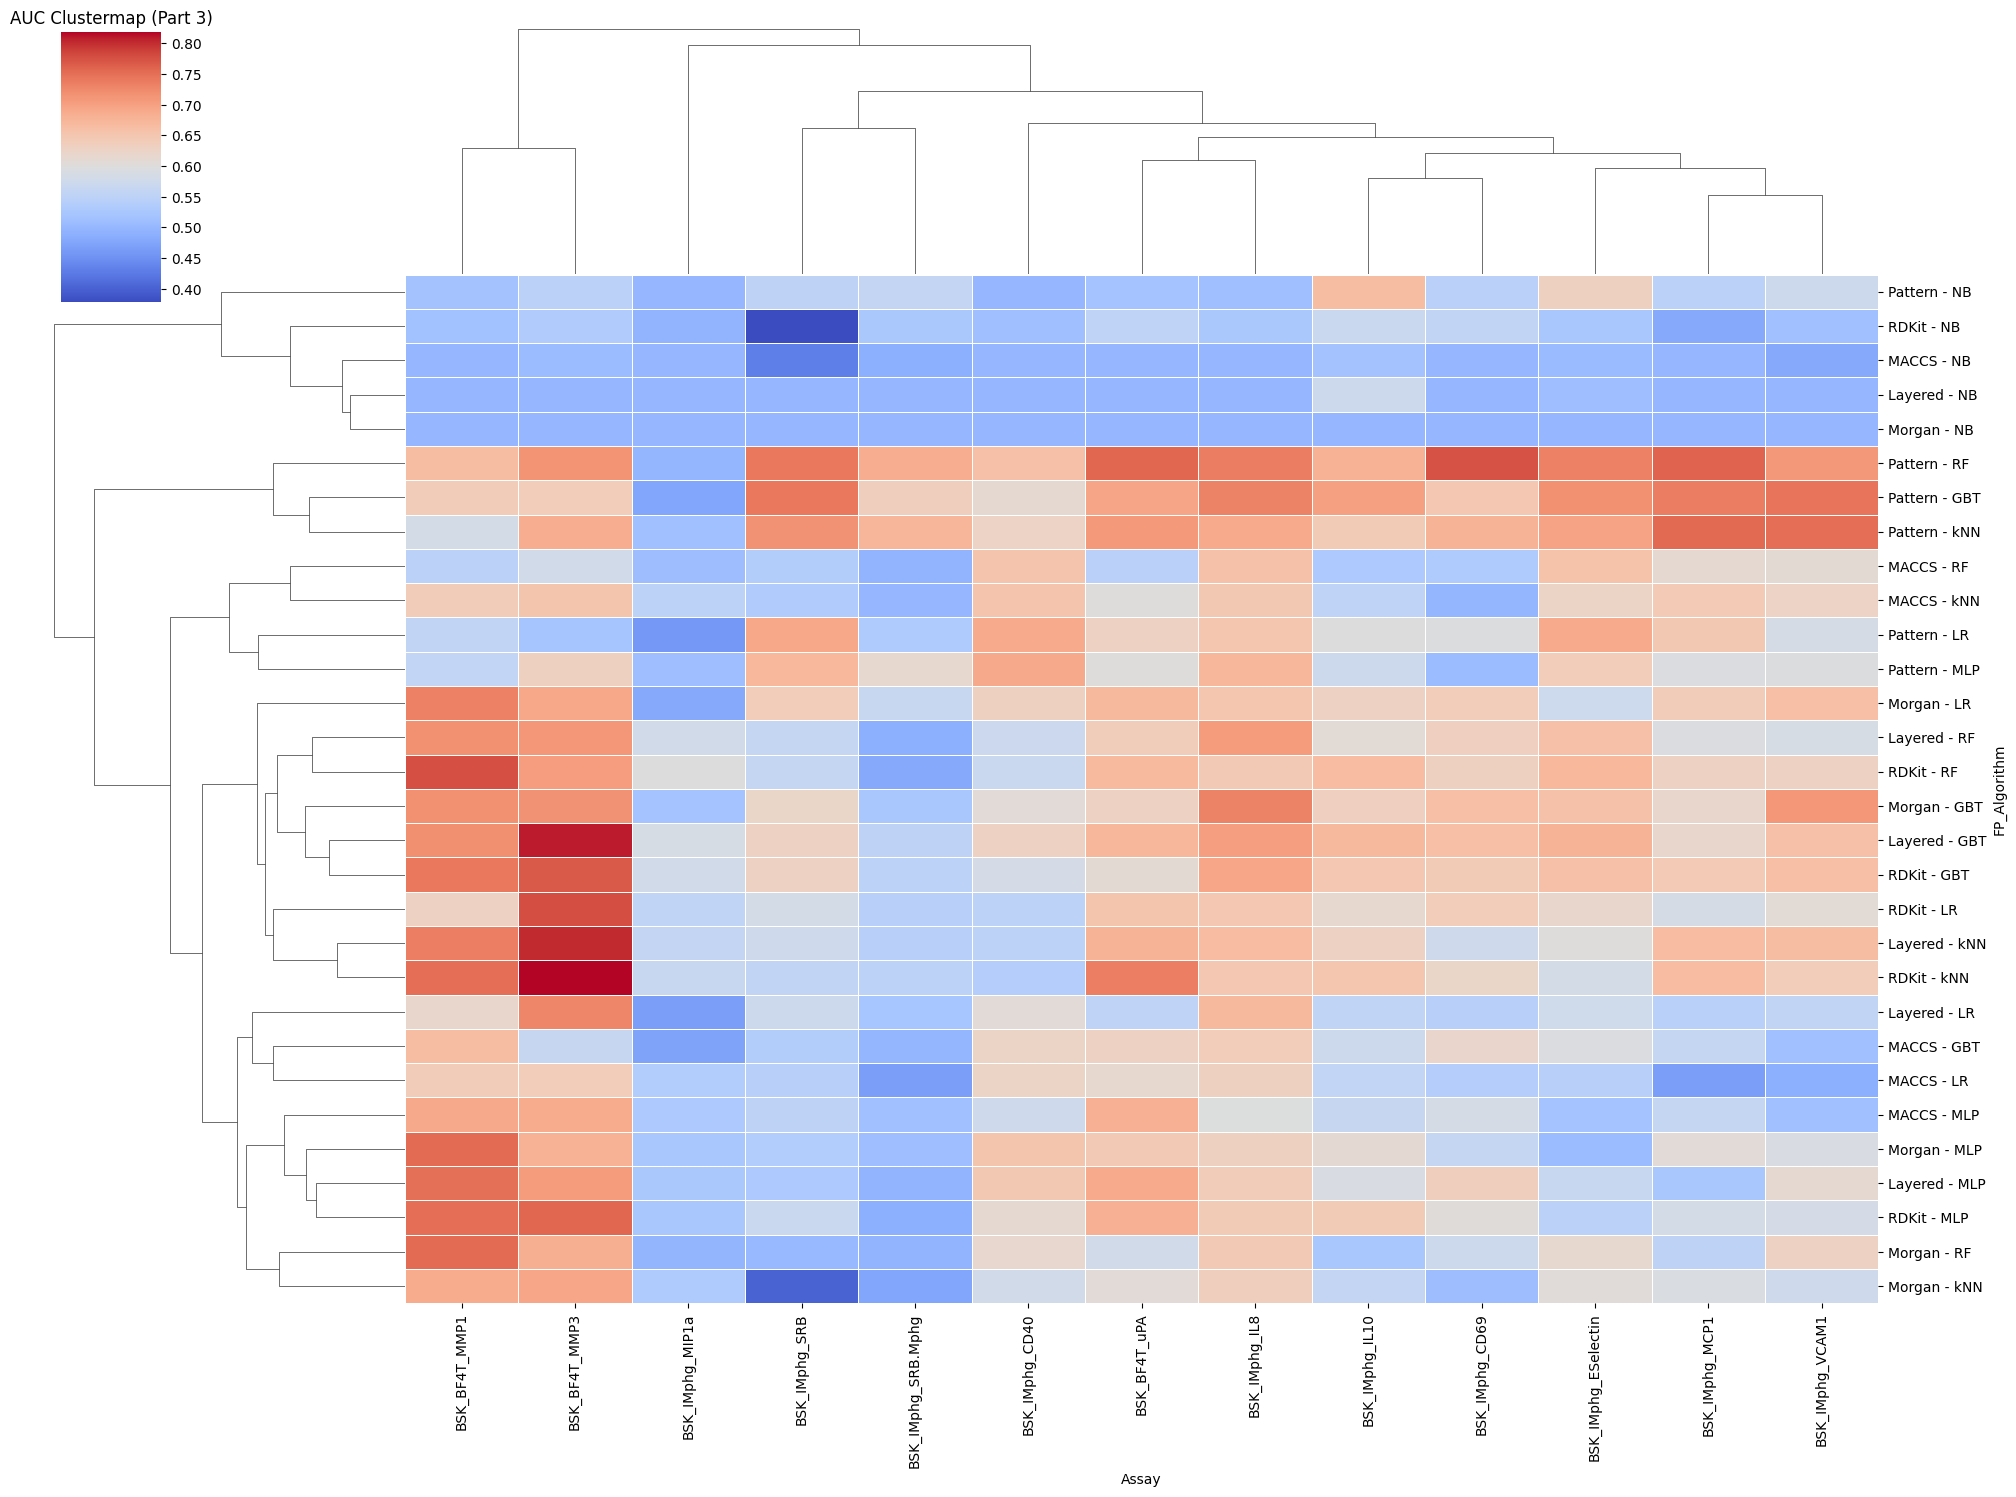 AUC Clustermap (Part 3)
0.80
0.75
0.70
0.65
0.60
0.55
0.50
0.45
0.40
Pattern - NB
RDKit - NB
MACCS - NB
Layered - NB
Morgan - NB
Pattern - RF
Pattern - GBT
Pattern - kNN
MACCS - RF
MACCS - kNN
Pattern - LR
Pattern - MLP
Morgan - LR
Layered - RF
RDKit - RF
Morgan - GBT
Layered - GBT
RDKit - GBT
RDKit - LR
Layered - kNN
RDKit - kNN
Layered - LR
MACCS - GBT
MACCS - LR
MACCS - MLP
Morgan - MLP
Layered - MLP
RDKit - MLP
Morgan - RF
Morgan - kNN
FP_Algorithm
BSK_BF4T_MMP1
BSK_BF4T_MMP3
BSK_IMphg_MIP1a
BSK_IMphg_SRB
BSK_IMphg_SRB.Mphg
BSK_IMphg_CD40
BSK_BF4T_uPA
BSK_IMphg_IL8
BSK_IMphg_IL10
BSK_IMphg_CD69
BSK_IMphg_ESelectin
BSK_IMphg_MCP1
BSK_IMphg_VCAM1
Assay